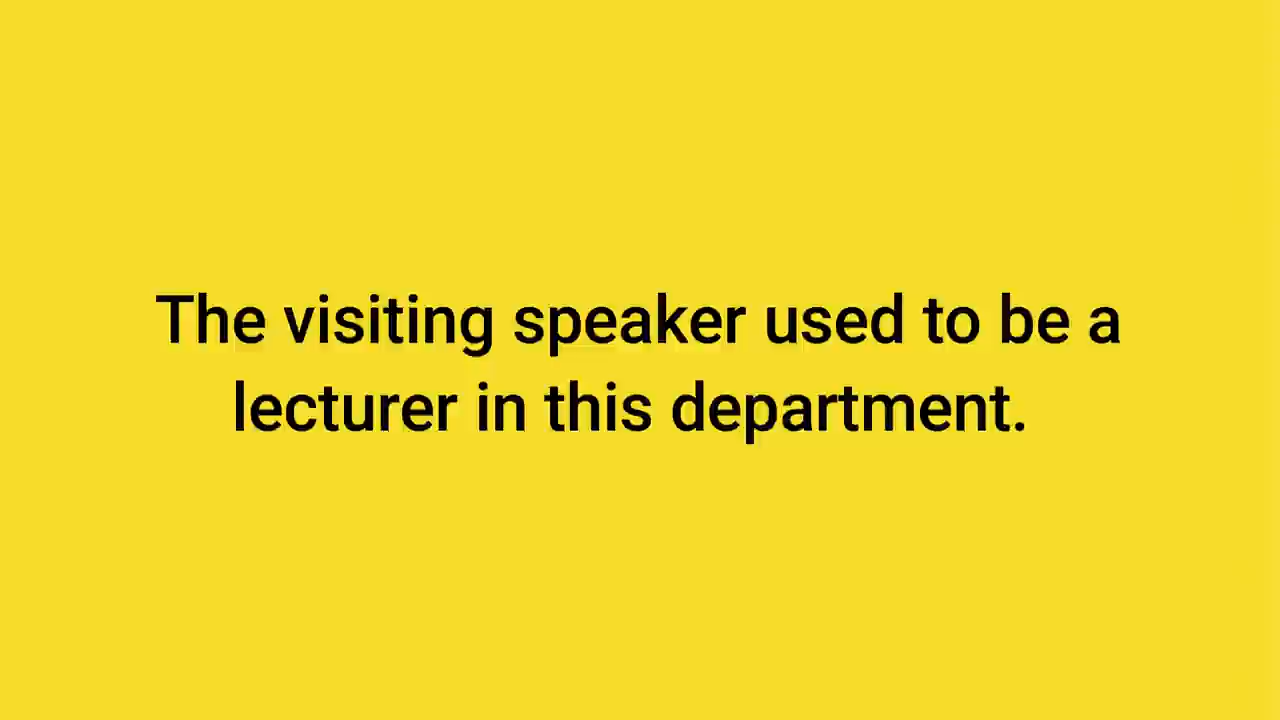 The visiting speaker used to be a
lecturer in this department.